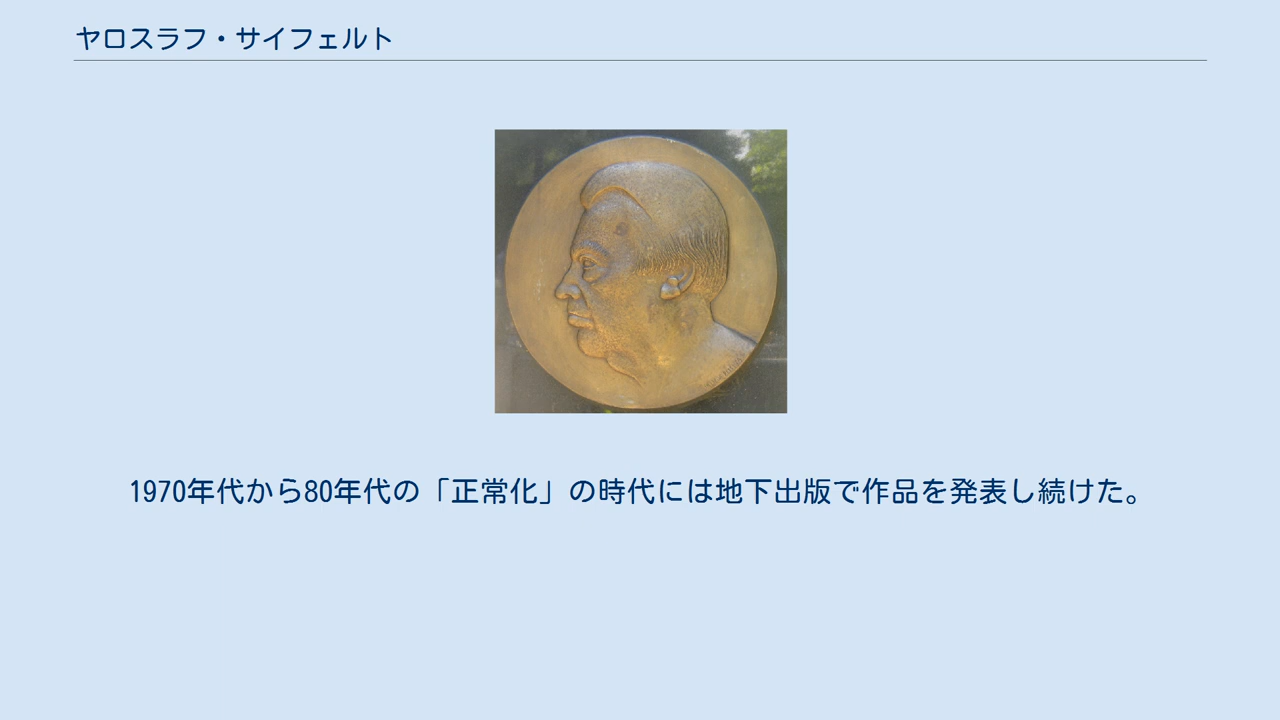 ヤロスラフ・サイフェルト
1970年代から80年代の「正常化」の時代には地下出版で作品を発表し続けた。